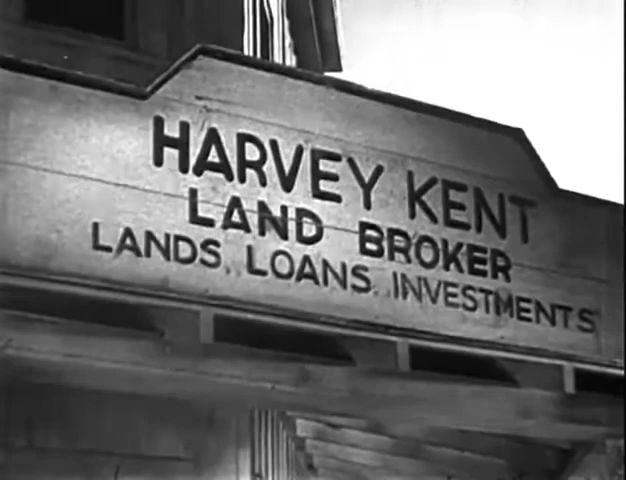 HARVEY KENT
LAND BROKER
LANDS, LOANS, INVESTMENTS